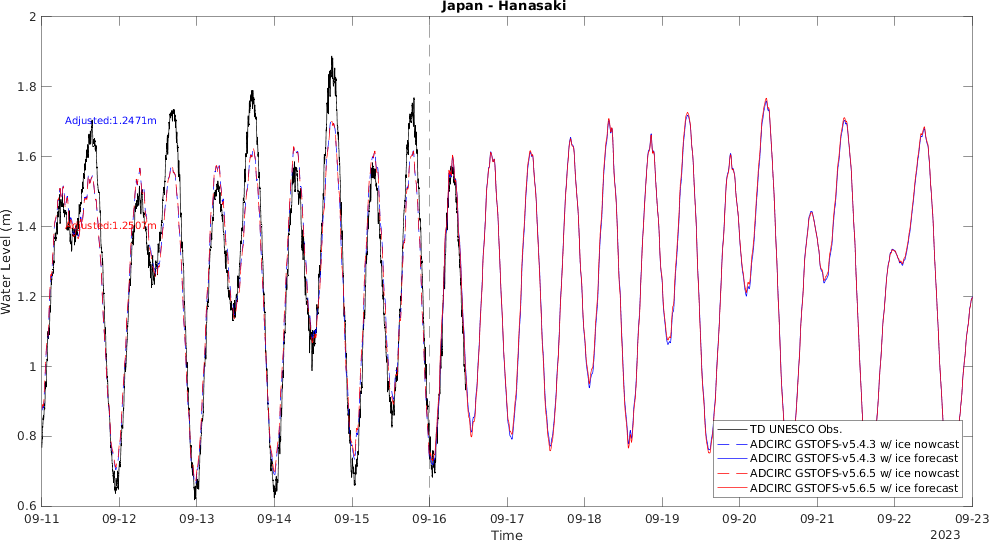 Japan - Hanasaki
2
1.8
1.6
1.4
1.2
1
0.8
0.6
Water Level (m)
Adjusted:1.2471m
Adjusted:1.2507m
TD UNESCO Obs.
ADCIRC GSTOFS-v5.4.3 w/ ice nowcast
ADCIRC GSTOFS-v5.4.3 w/ ice forecast
ADCIRC GSTOFS-v5.6.5 w/ ice nowcast
ADCIRC GSTOFS-v5.6.5 w/ ice forecast
09-11 09-12 09-13 09-14 09-15 09-16 09-17 09-18 09-19 09-20 09-21 09-22 09-23
Time
2023